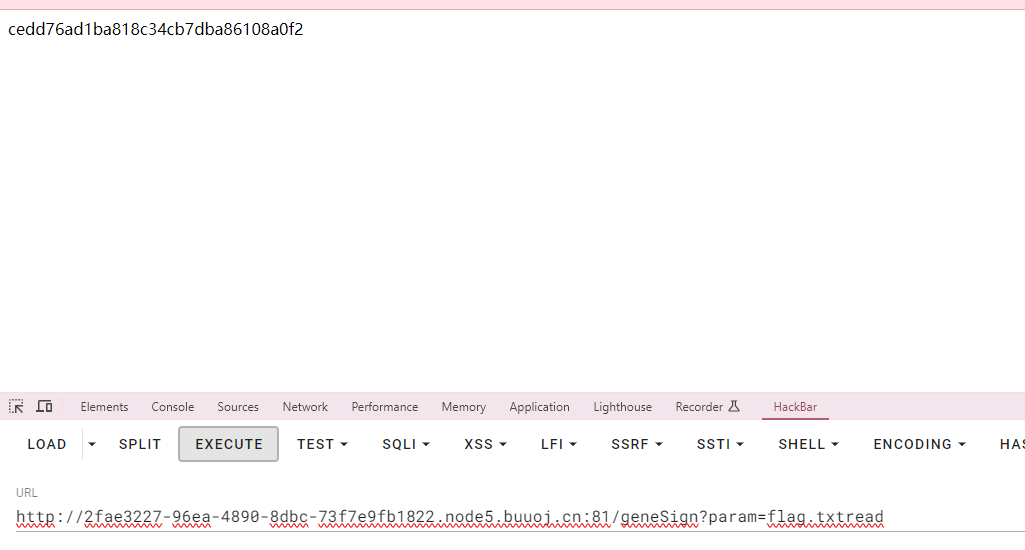 cedd76ad1ba818c34cb7dba86108a0f2
Elements Console Sources Network Performance Memory Application Lighthouse Recorder HackBar
LOAD SPLIT EXECUTE TEST SQLI XSS LFI SSRF SSTI SHELL ENCODING HAS
URL
http://2fae3227-96ea-4890-8dbc-73f7e9fb1822.node5.buuoj.cn:81/geneSign?param=flag.txtread